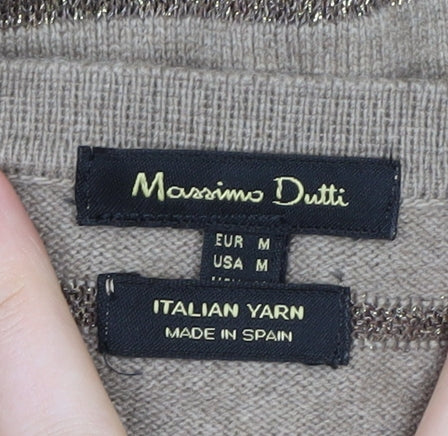 Massimo Dutti
EUR M
USA M
ITALIAN YARN
MADE IN SPAIN